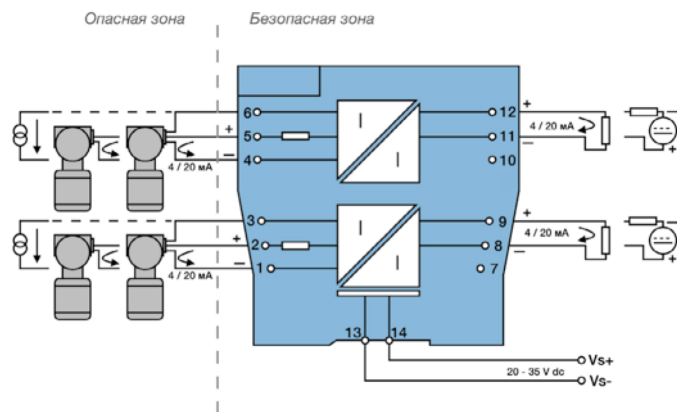 Опасная зона
Безопасная зона
6
12
+
+
5
11
4 / 20 мА
–
–
4
10
4 / 20 мА
+
3
9
+
+
2
8
4 / 20 мА
–
–
1
7
4 / 20 мА
+
13
14
Vs+
20 - 35 V dc
Vs-